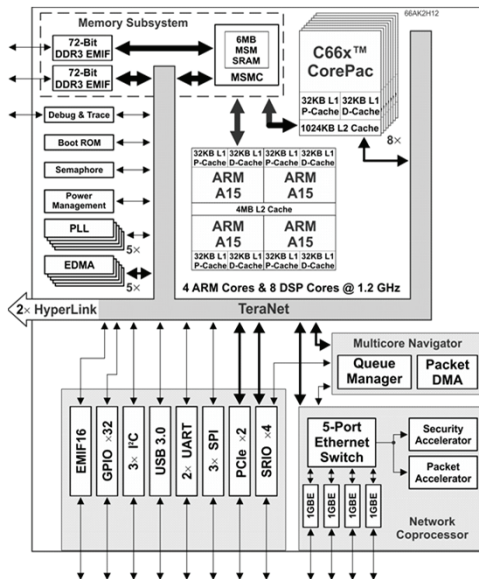 66AK2H12
Memory Subsystem
72-Bit
DDR3 EMIF
72-Bit
DDR3 EMIF
6MB
MSM
SRAM
MSMC
C66x™
CorePac
32KB L1
P-Cache
32KB L1
D-Cache
1024KB L2 Cache
8×
Debug & Trace
Boot ROM
Semaphore
Power
Management
PLL
5×
EDMA
5×
32KB L1
P-Cache
32KB L1
D-Cache
32KB L1
P-Cache
32KB L1
D-Cache
ARM
A15
ARM
A15
4MB L2 Cache
ARM
A15
ARM
A15
32KB L1
P-Cache
32KB L1
D-Cache
32KB L1
P-Cache
32KB L1
D-Cache
4 ARM Cores & 8 DSP Cores @ 1.2 GHz
2× HyperLink
TeraNet
Multicore Navigator
Queue
Manager
Packet
DMA
EMIF16
GPIO ×32
3× I²C
USB 3.0
2× UART
3× SPI
PCIe ×2
SRIO ×4
5-Port
Ethernet
Switch
Security
Accelerator
Packet
Accelerator
1GBE
1GBE
1GBE
1GBE
Network
Coprocessor